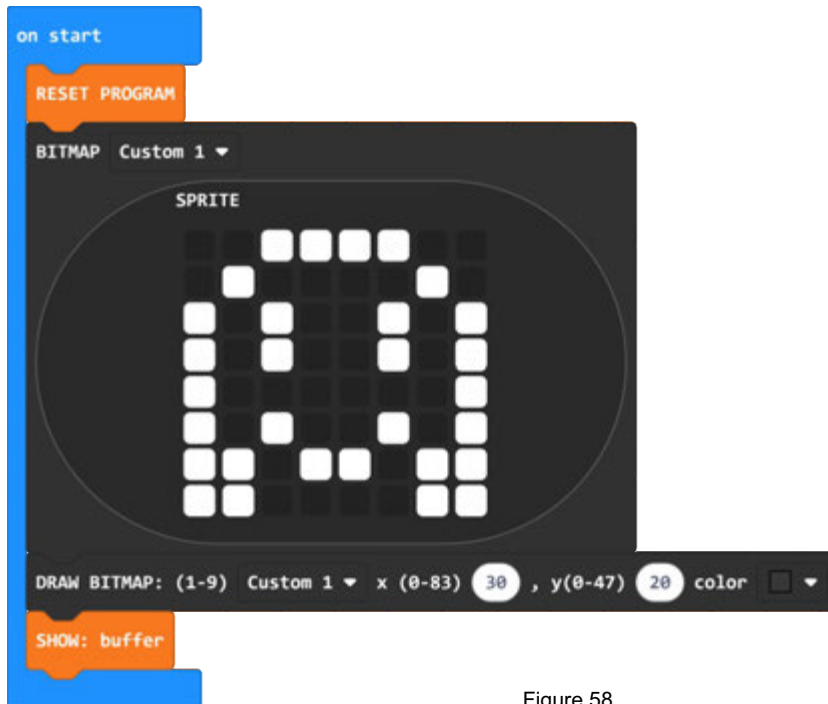 on start
RESET PROGRAM
BITMAP Custom 1
SPRITE
DRAW BITMAP: (1-9) Custom 1 x (0-83) 30 , y(0-47) 20 color
SHOW: buffer
Figure 58